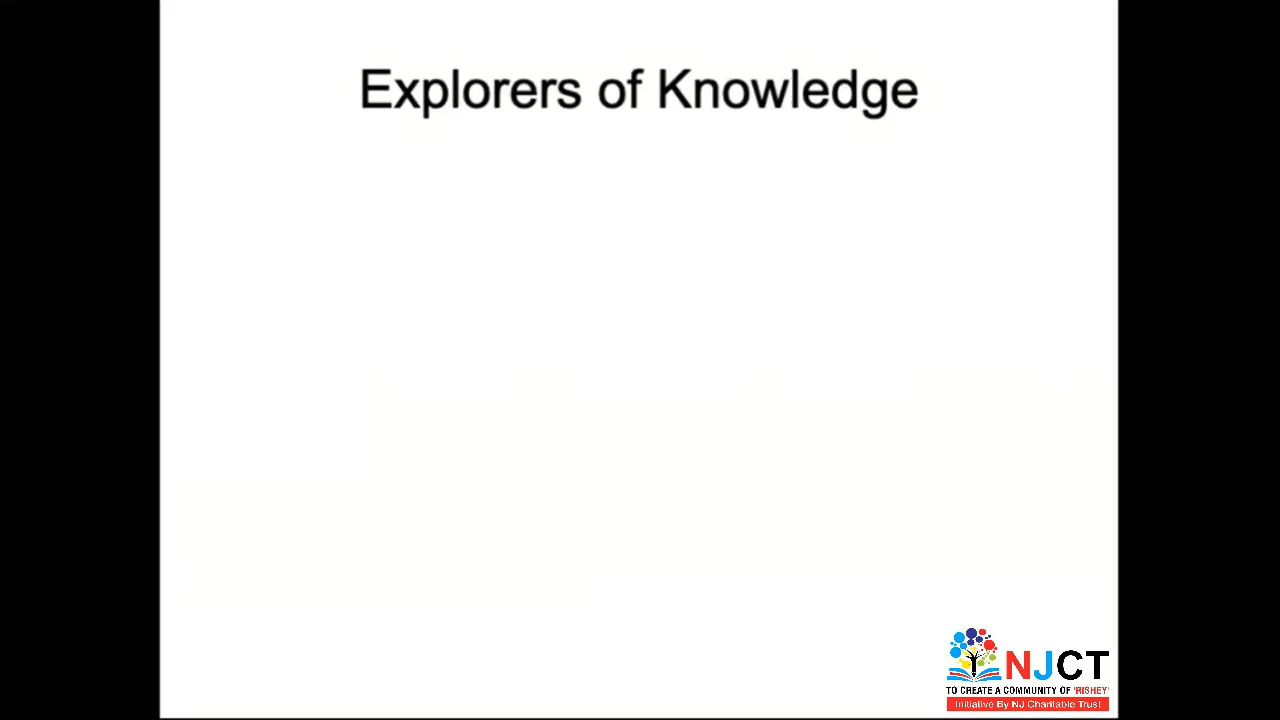 Explorers of Knowledge
NJCT
TO CREATE A COMMUNITY OF 'RISHEY'
Initiative By NJ Charitable Trust